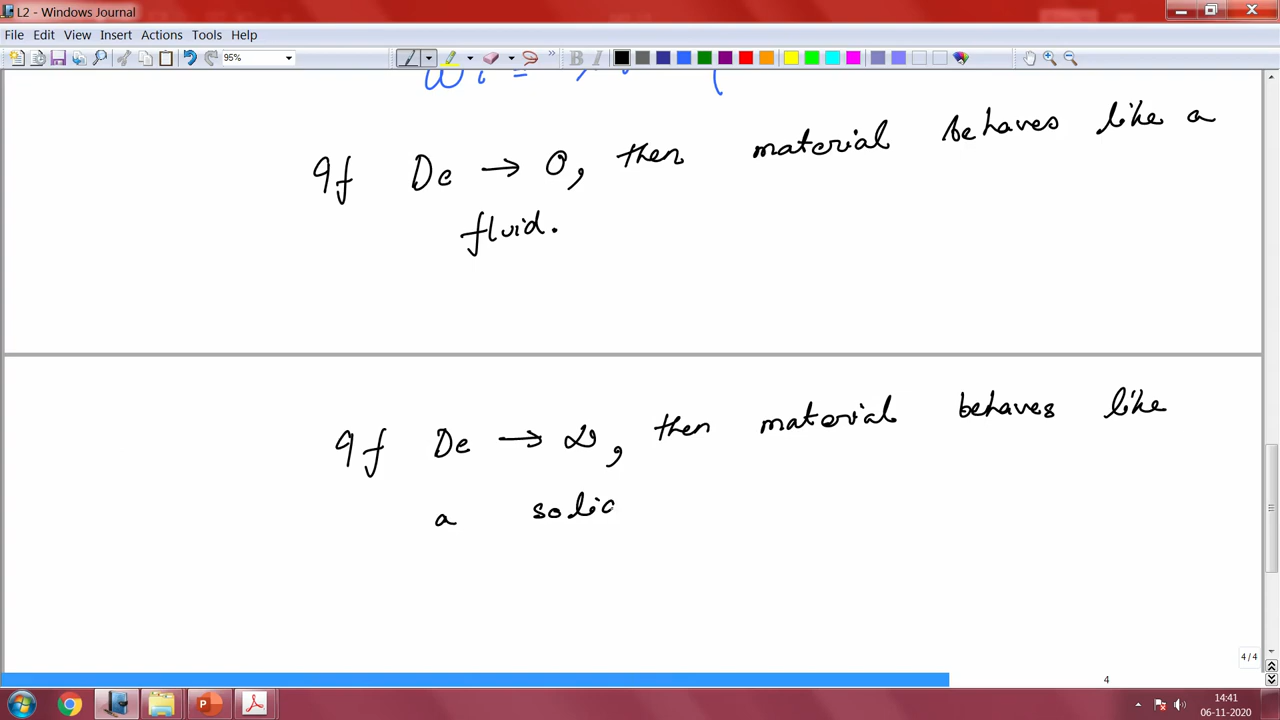 L2 - Windows Journal
File Edit View Insert Actions Tools Help
95%
If De → 0, then material behaves like a
fluid.
If De → ∞, then material behaves like
a solid
4/4
4
14:41
06-11-2020